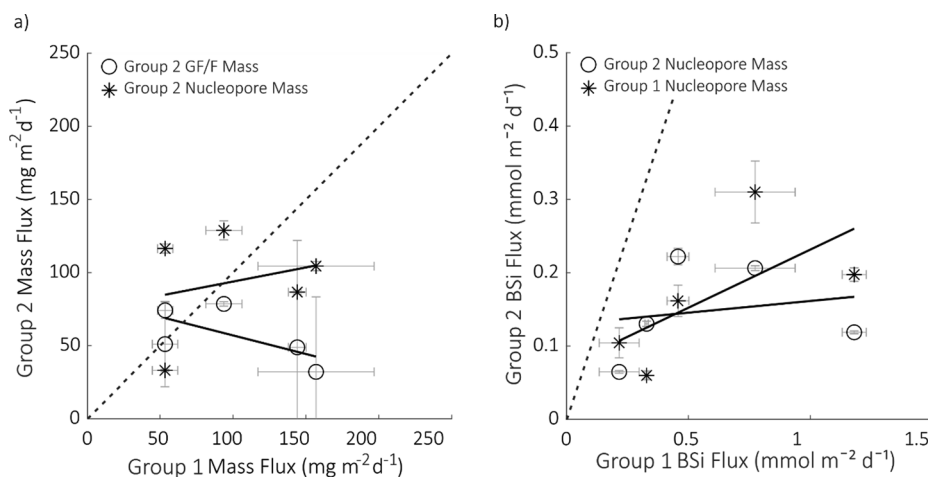 a)
250
200
150
100
50
0
Group 2 Mass Flux (mg m⁻²d⁻¹)
Group 2 GF/F Mass
Group 2 Nucleopore Mass
0 50 100 150 200 250
Group 1 Mass Flux (mg m⁻²d⁻¹)
b)
0.5
0.4
0.3
0.2
0.1
0
Group 2 BSi Flux (mmol m⁻² d⁻¹)
Group 2 Nucleopore Mass
Group 1 Nucleopore Mass
0 0.5 1 1.5
Group 1 BSi Flux (mmol m⁻² d⁻¹)